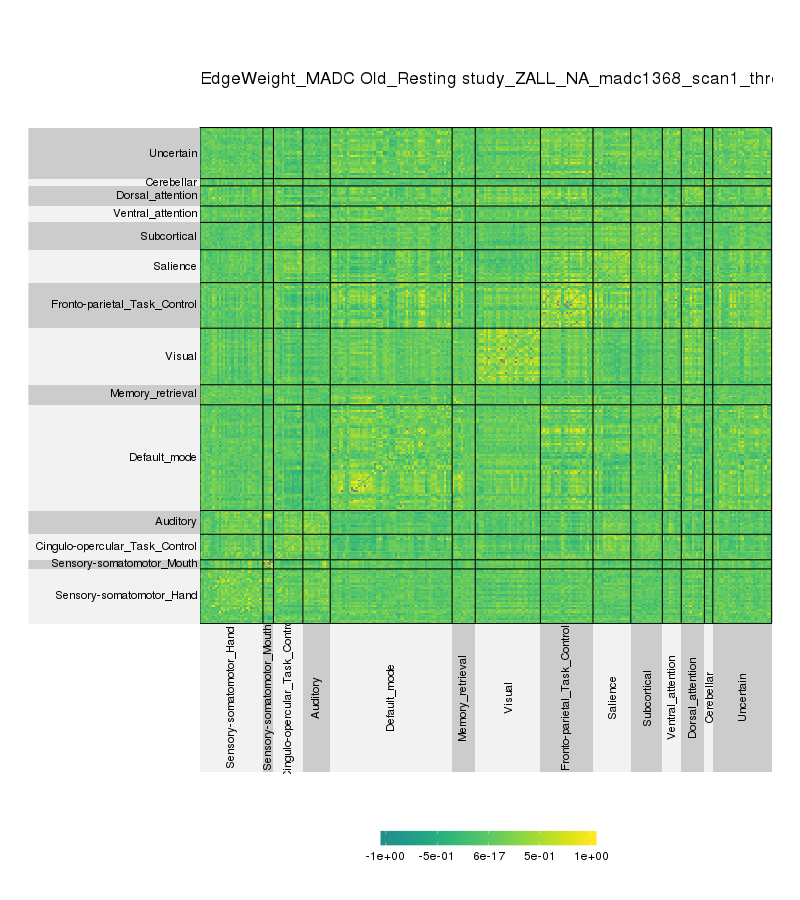 EdgeWeight_MADC Old_Resting study_ZALL_NA_madc1368_scan1_thr
Uncertain
Cerebellar
Dorsal_attention
Ventral_attention
Subcortical
Salience
Fronto-parietal_Task_Control
Visual
Memory_retrieval
Default_mode
Auditory
Cingulo-opercular_Task_Control
Sensory-somatomotor_Mouth
Sensory-somatomotor_Hand
Sensory-somatomotor_Hand
Sensory-somatomotor_Mouth
Cingulo-opercular_Task_Control
Auditory
Default_mode
Memory_retrieval
Visual
Fronto-parietal_Task_Control
Salience
Subcortical
Ventral_attention
Dorsal_attention
Cerebellar
Uncertain
-1e+00 -5e-01 6e-17 5e-01 1e+00